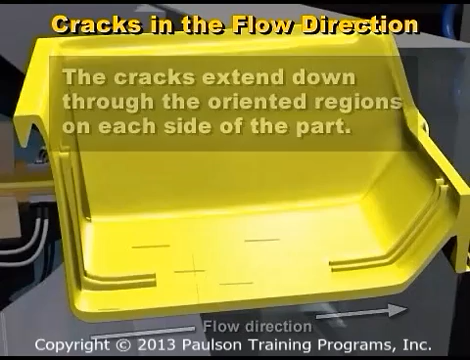 Cracks in the Flow Direction
The cracks extend down
through the oriented regions
on each side of the part.
Flow direction
Copyright © 2013 Paulson Training Programs, Inc.